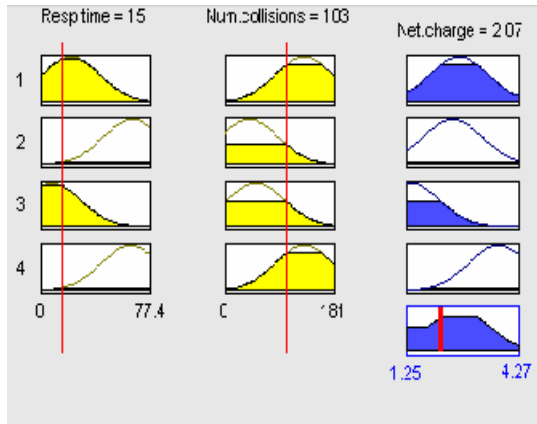 Resp.time = 15
Num.collisions = 103
Net.charge = 2.07
1
2
3
4
0 77.4
0 181
1.25 4.27